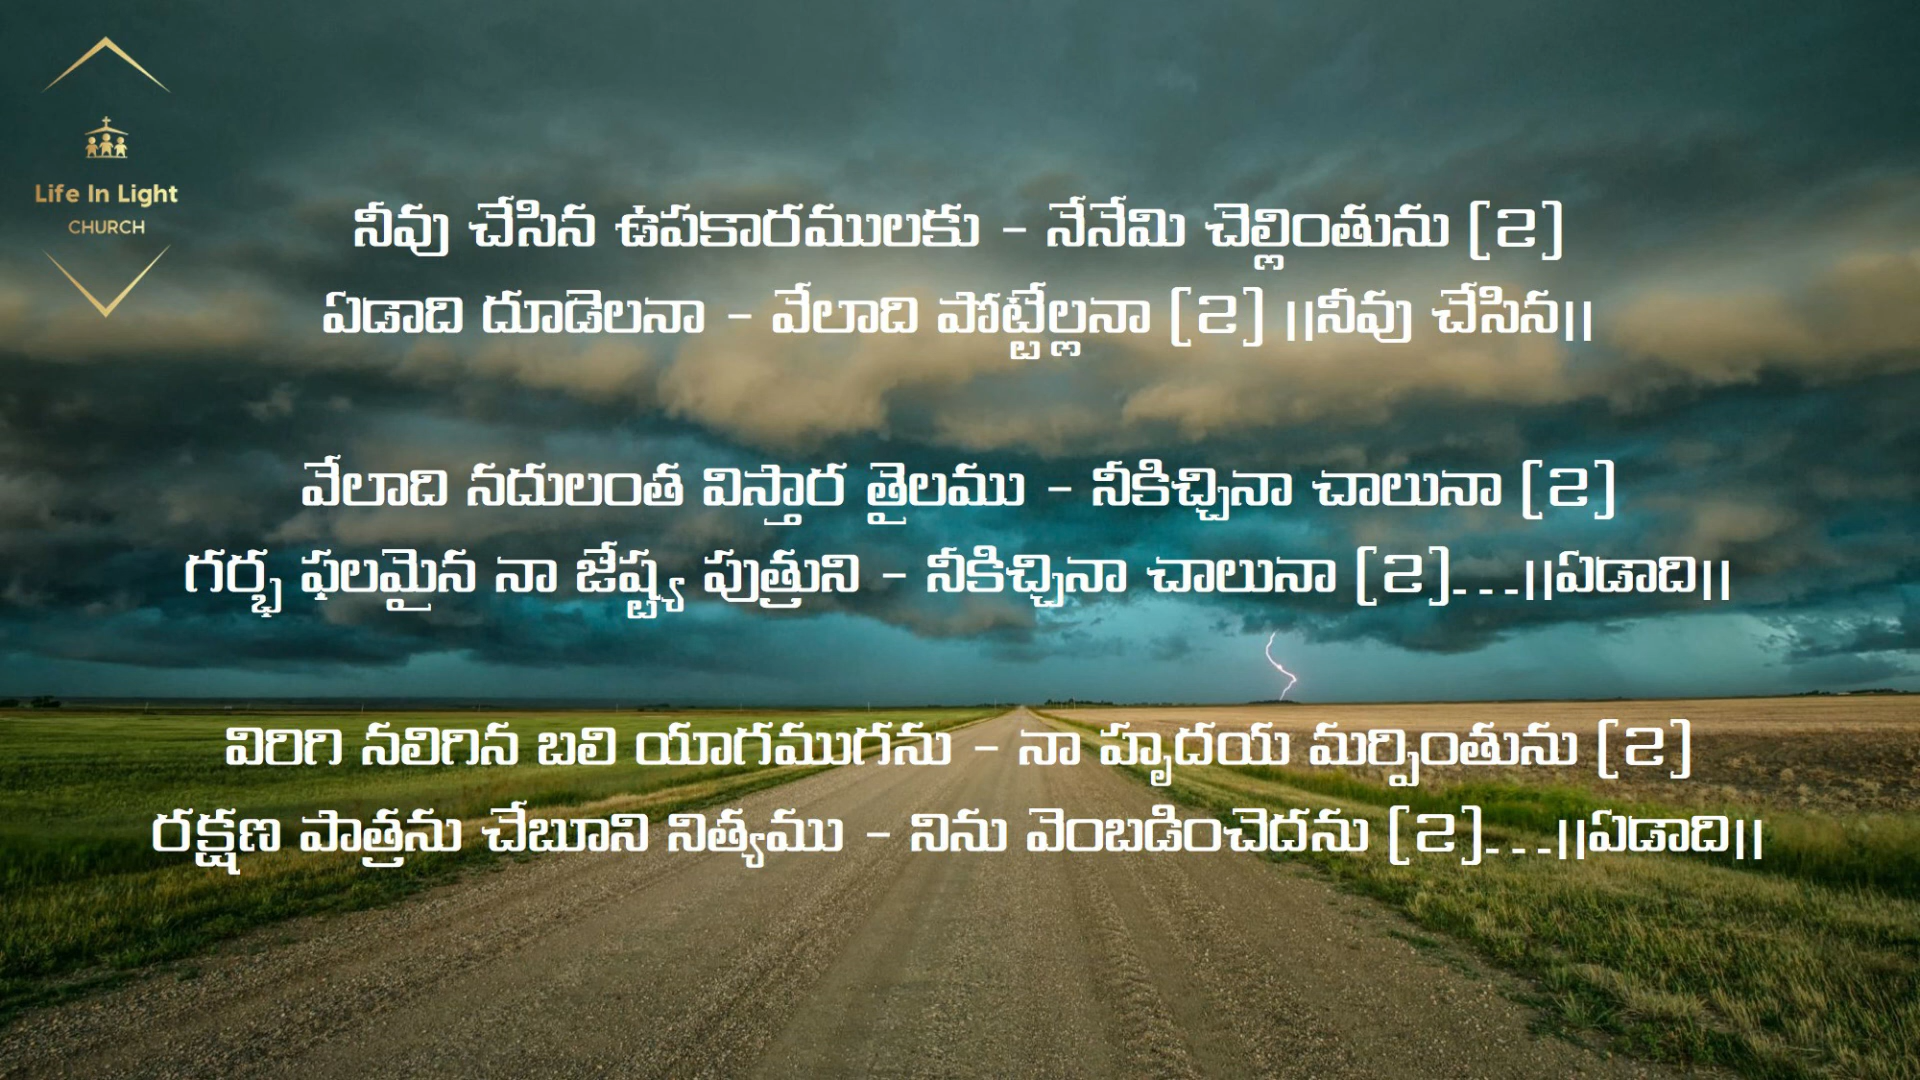 Life In Light
CHURCH
నీవు చేసిన ఉపకారములకు - నేనేమి చెల్లింతును (2)
ఏడాది దూడెలనా - వేలాది పోట్టేల్లనా (2) ||నీవు చేసిన||
వేలాది నదులంత విస్తార తైలము - నీకిచ్చినా చాలునా (2)
గర్భ ఫలమైన నా జేష్ట్య పుత్రుని - నీకిచ్చినా చాలునా (2)...||ఏడాది||
విరిగి నలిగిన బలి యాగముగను - నా హృదయ మర్పింతును (2)
రక్షణ పాత్రను చేబూని నిత్యము - నిను వెంబడించెదను (2)...||ఏడాది||